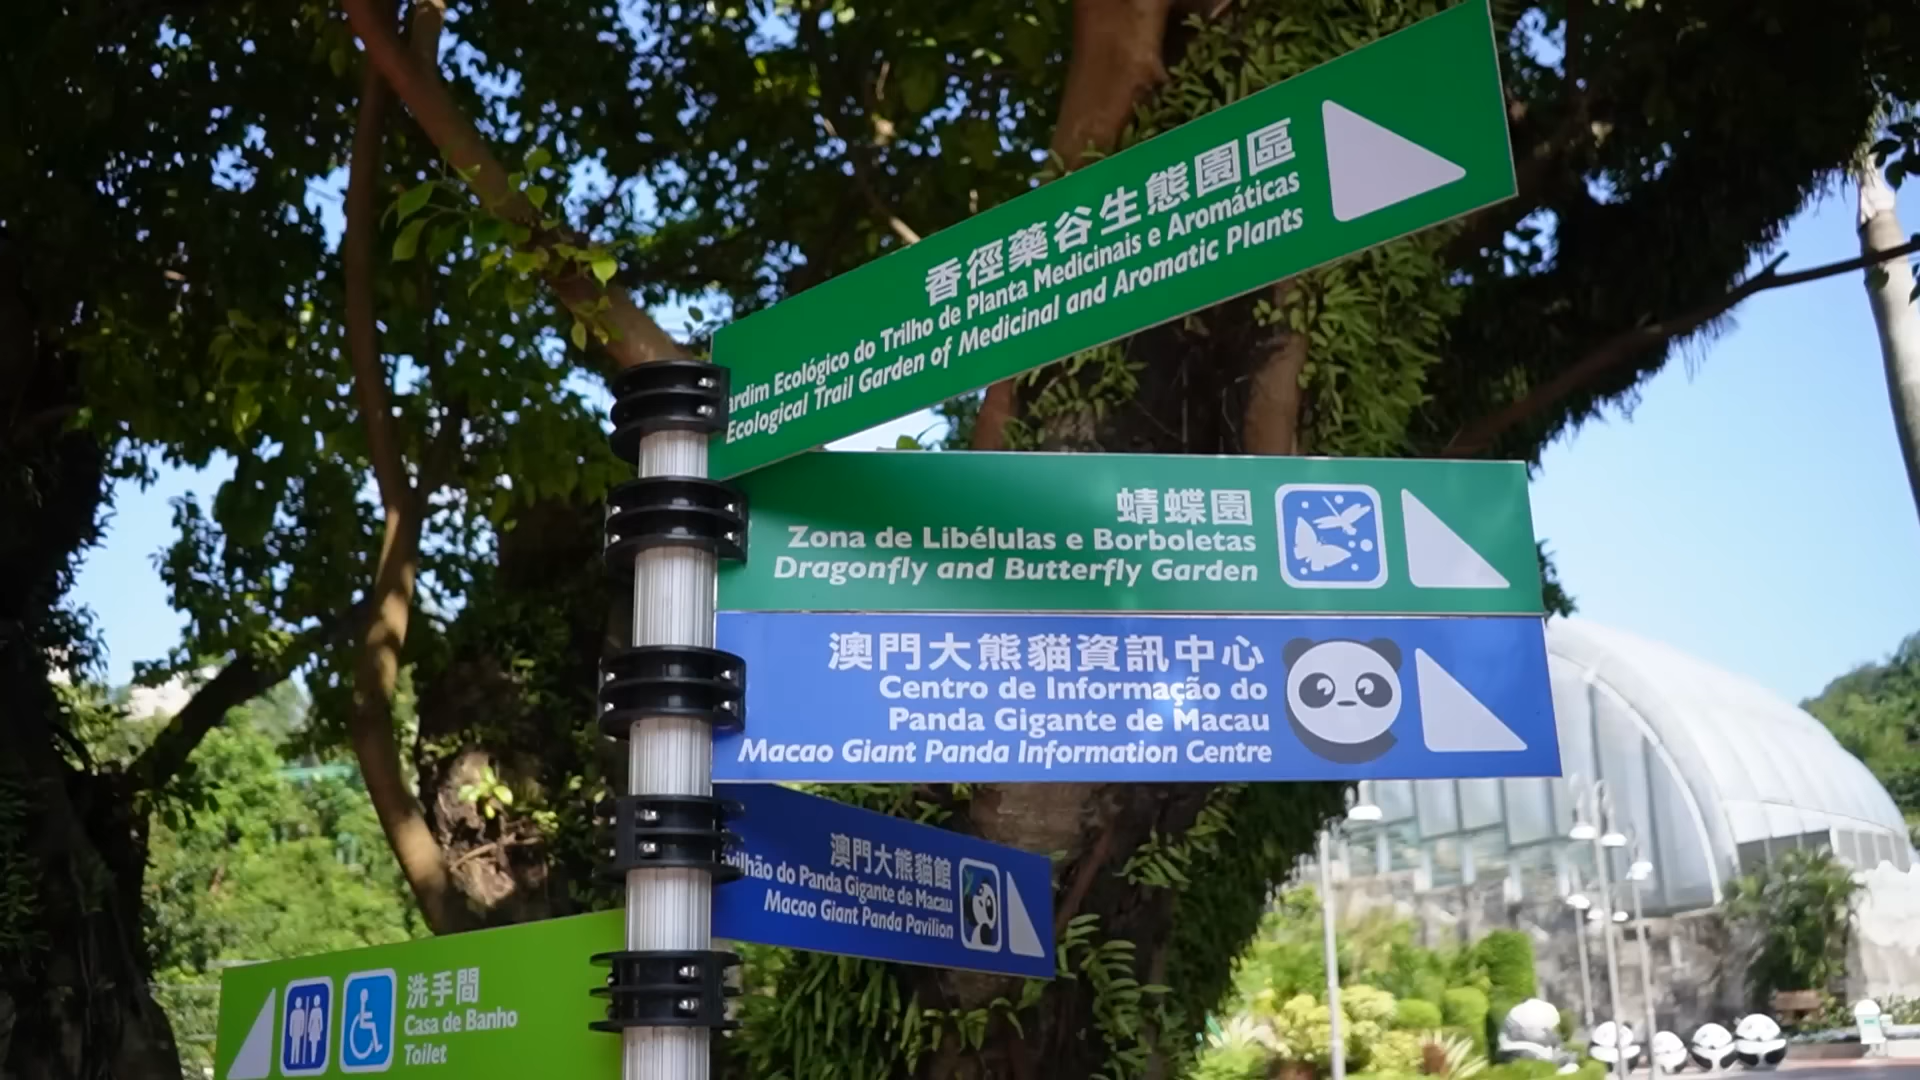 香徑藥谷生態園區
ardim Ecológico do Trilho de Planta Medicinais e Aromáticas
Ecological Trail Garden of Medicinal and Aromatic Plants
蜻蝶園
Zona de Libélulas e Borboletas
Dragonfly and Butterfly Garden
澳門大熊貓資訊中心
Centro de Informação do
Panda Gigante de Macau
Macao Giant Panda Information Centre
澳門大熊貓館
vilhão do Panda Gigante de Macau
Macao Giant Panda Pavilion
洗手間
Casa de Banho
Toilet